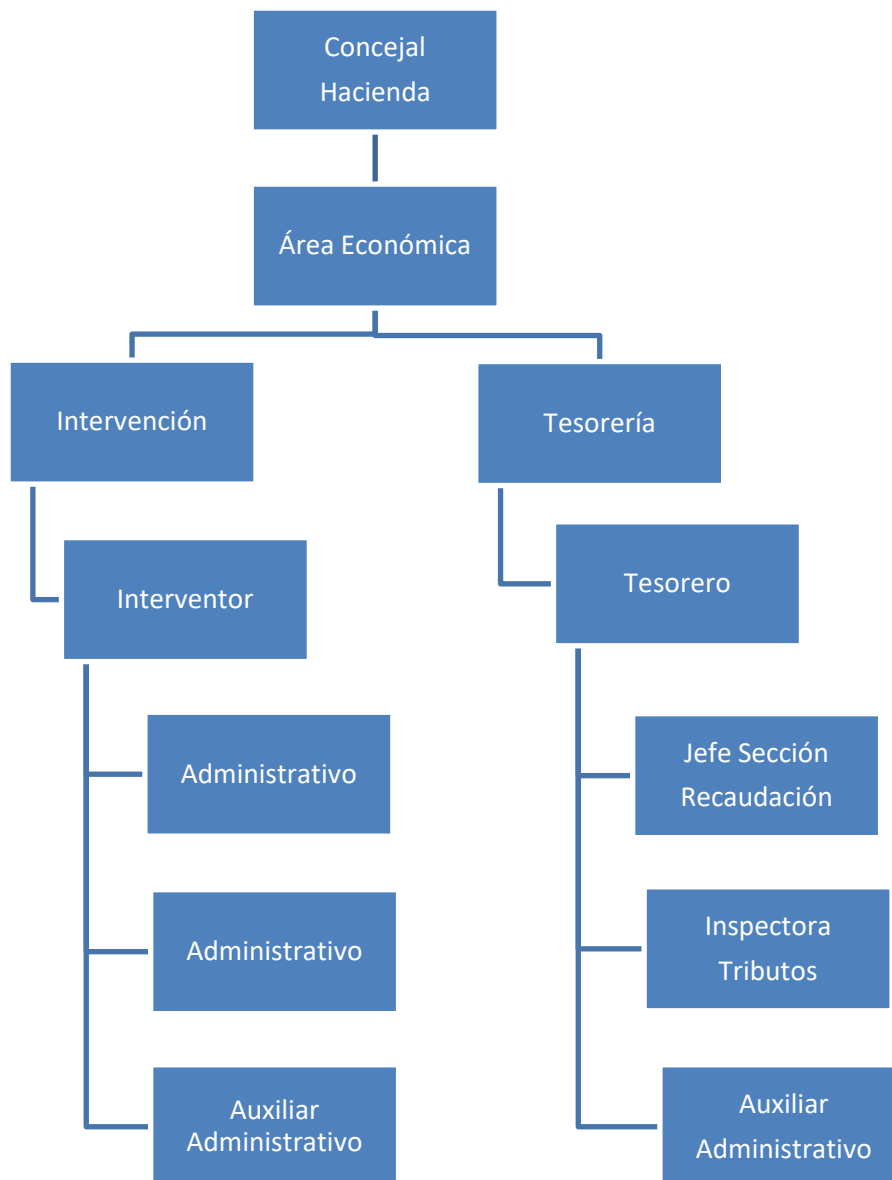 Concejal
Hacienda
Área Económica
Intervención
Tesorería
Interventor
Tesorero
Administrativo
Jefe Sección
Recaudación
Administrativo
Inspectora
Tributos
Auxiliar
Administrativo
Auxiliar
Administrativo